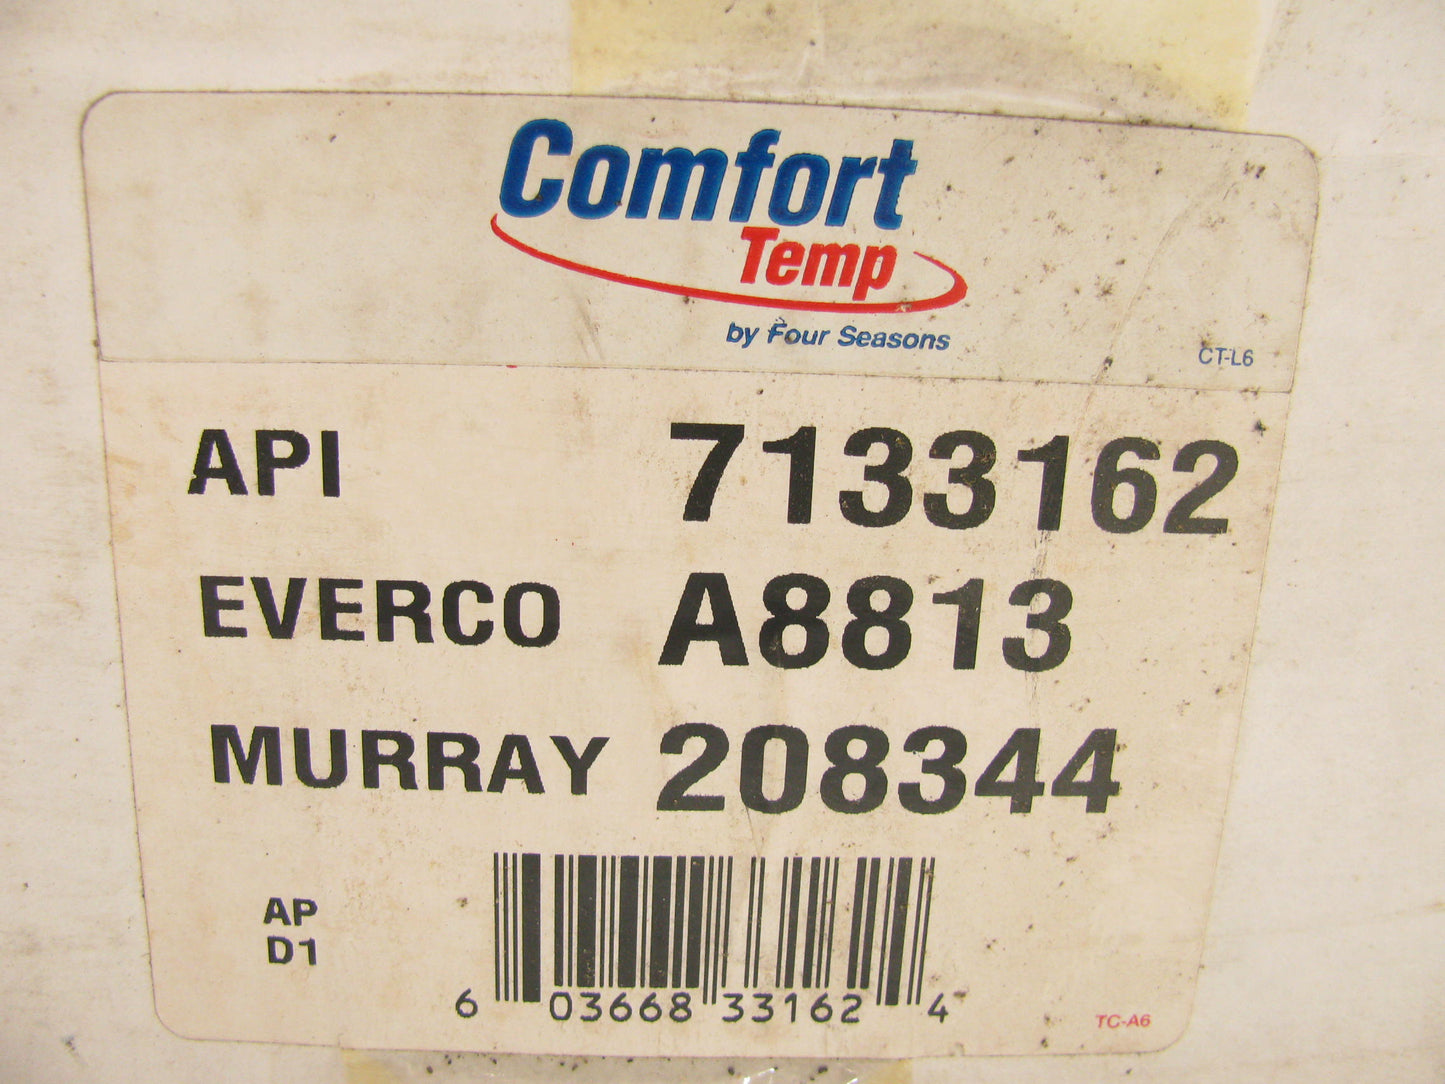 Comfort
Temp
by Four Seasons
CT-L6
API 7133162
EVERCO A8813
MURRAY 208344
AP
D1
6 03668 33162 4
TC-A6